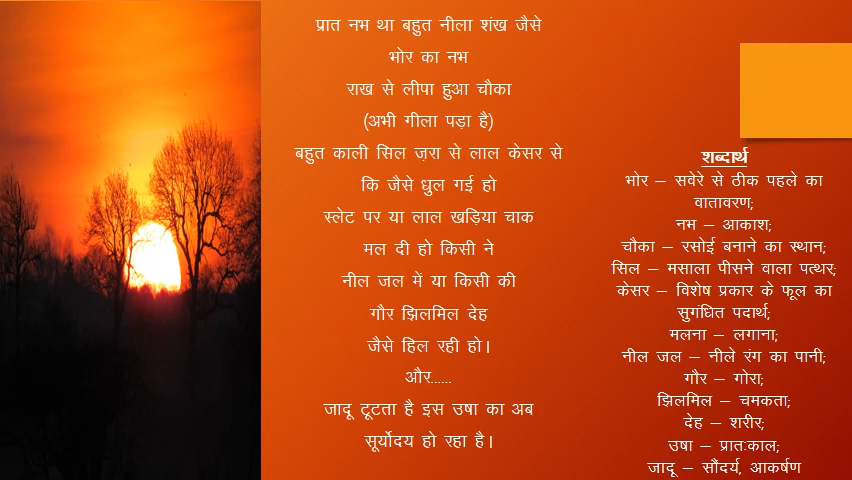 प्रात नभ था बहुत नीला शंख जैसे
भोर का नभ
राख से लीपा हुआ चौका
(अभी गीला पड़ा है)
बहुत काली सिल ज़रा से लाल केसर से
कि जैसे धुल गई हो
स्लेट पर या लाल खड़िया चाक
मल दी हो किसी ने
नील जल में या किसी की
गौर झिलमिल देह
जैसे हिल रही हो।
और......
जादू टूटता है इस उषा का अब
सूर्योदय हो रहा है।
शब्दार्थ
भोर – सवेरे से ठीक पहले का
वातावरण;
नभ – आकाश;
चौका – रसोई बनाने का स्थान;
सिल – मसाला पीसने वाला पत्थर;
केसर – विशेष प्रकार के फूल का
सुगंधित पदार्थ;
मलना – लगाना;
नील जल – नीले रंग का पानी;
गौर – गोरा;
झिलमिल – चमकता;
देह – शरीर;
उषा – प्रातःकाल;
जादू – सौंदर्य, आकर्षण